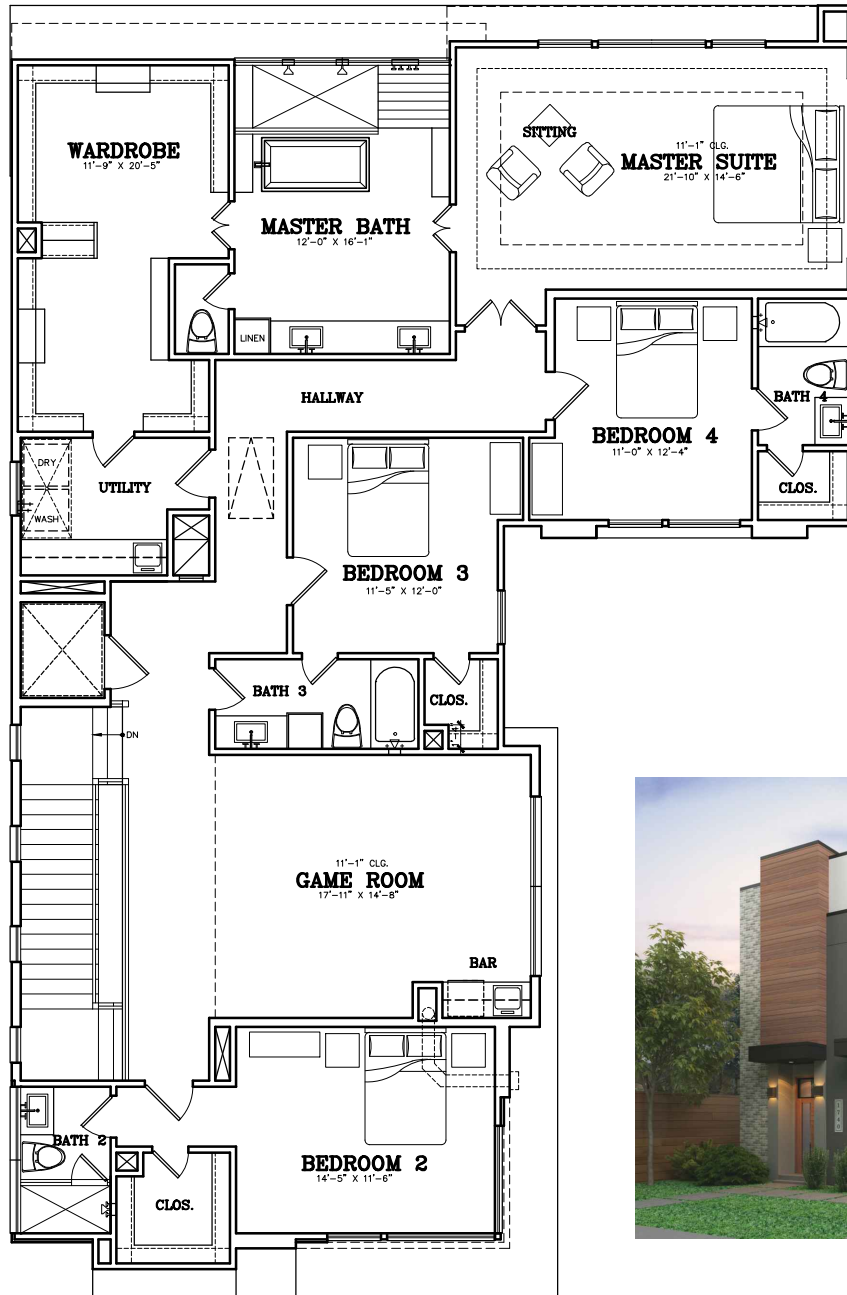 WARDROBE
11'-9" X 20'-5"
SITTING
11'-1" CLG.
MASTER SUITE
21'-10" X 14'-6"
MASTER BATH
12'-0" X 16'-1"
LINEN
HALLWAY
BATH 4
BEDROOM 4
11'-0" X 12'-4"
CLOS.
DRY
UTILITY
WASH
BEDROOM 3
11'-5" X 12'-0"
BATH 3
CLOS.
DN
11'-1" CLG.
GAME ROOM
17'-11" X 14'-8"
BAR
BATH 2
BEDROOM 2
14'-5" X 11'-6"
CLOS.